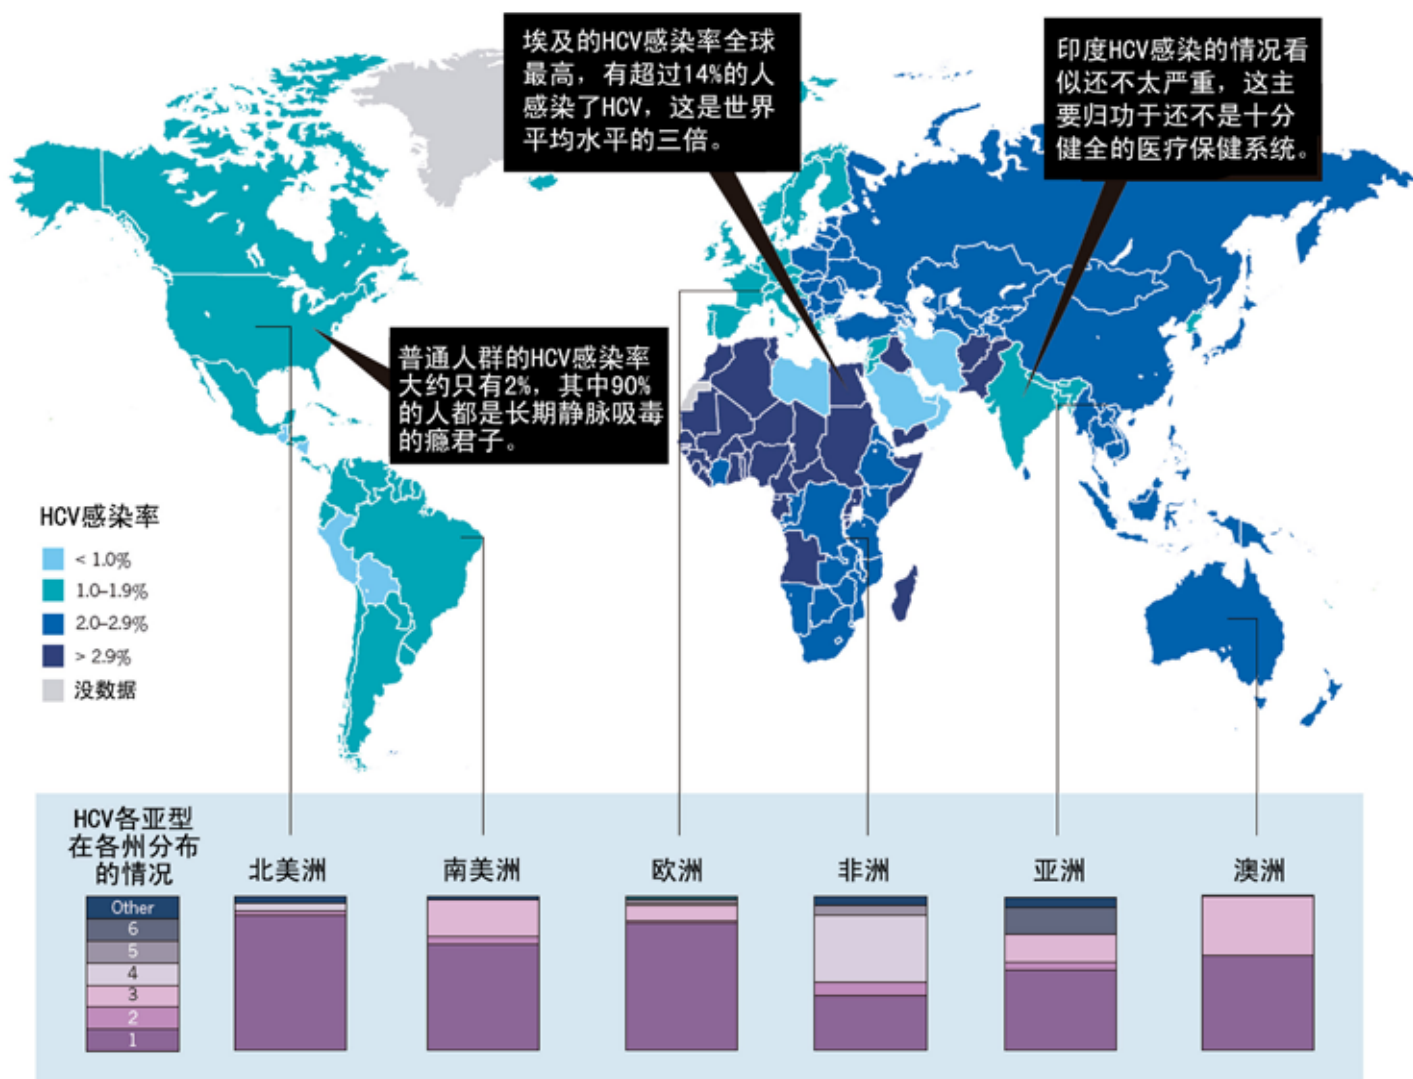 埃及的HCV感染率全球
最高，有超过14%的人
感染了HCV，这是世界
平均水平的三倍。
印度HCV感染的情况看
似还不太严重，这主
要归功于还不是十分
健全的医疗保健系统。
普通人群的HCV感染率
大约只有2%，其中90%
的人都是长期静脉吸毒
的瘾君子。
HCV感染率
< 1.0%
1.0–1.9%
2.0–2.9%
> 2.9%
没数据
HCV各亚型
在各州分布
的情况
北美洲
南美洲
欧洲
非洲
亚洲
澳洲
Other
6
5
4
3
2
1